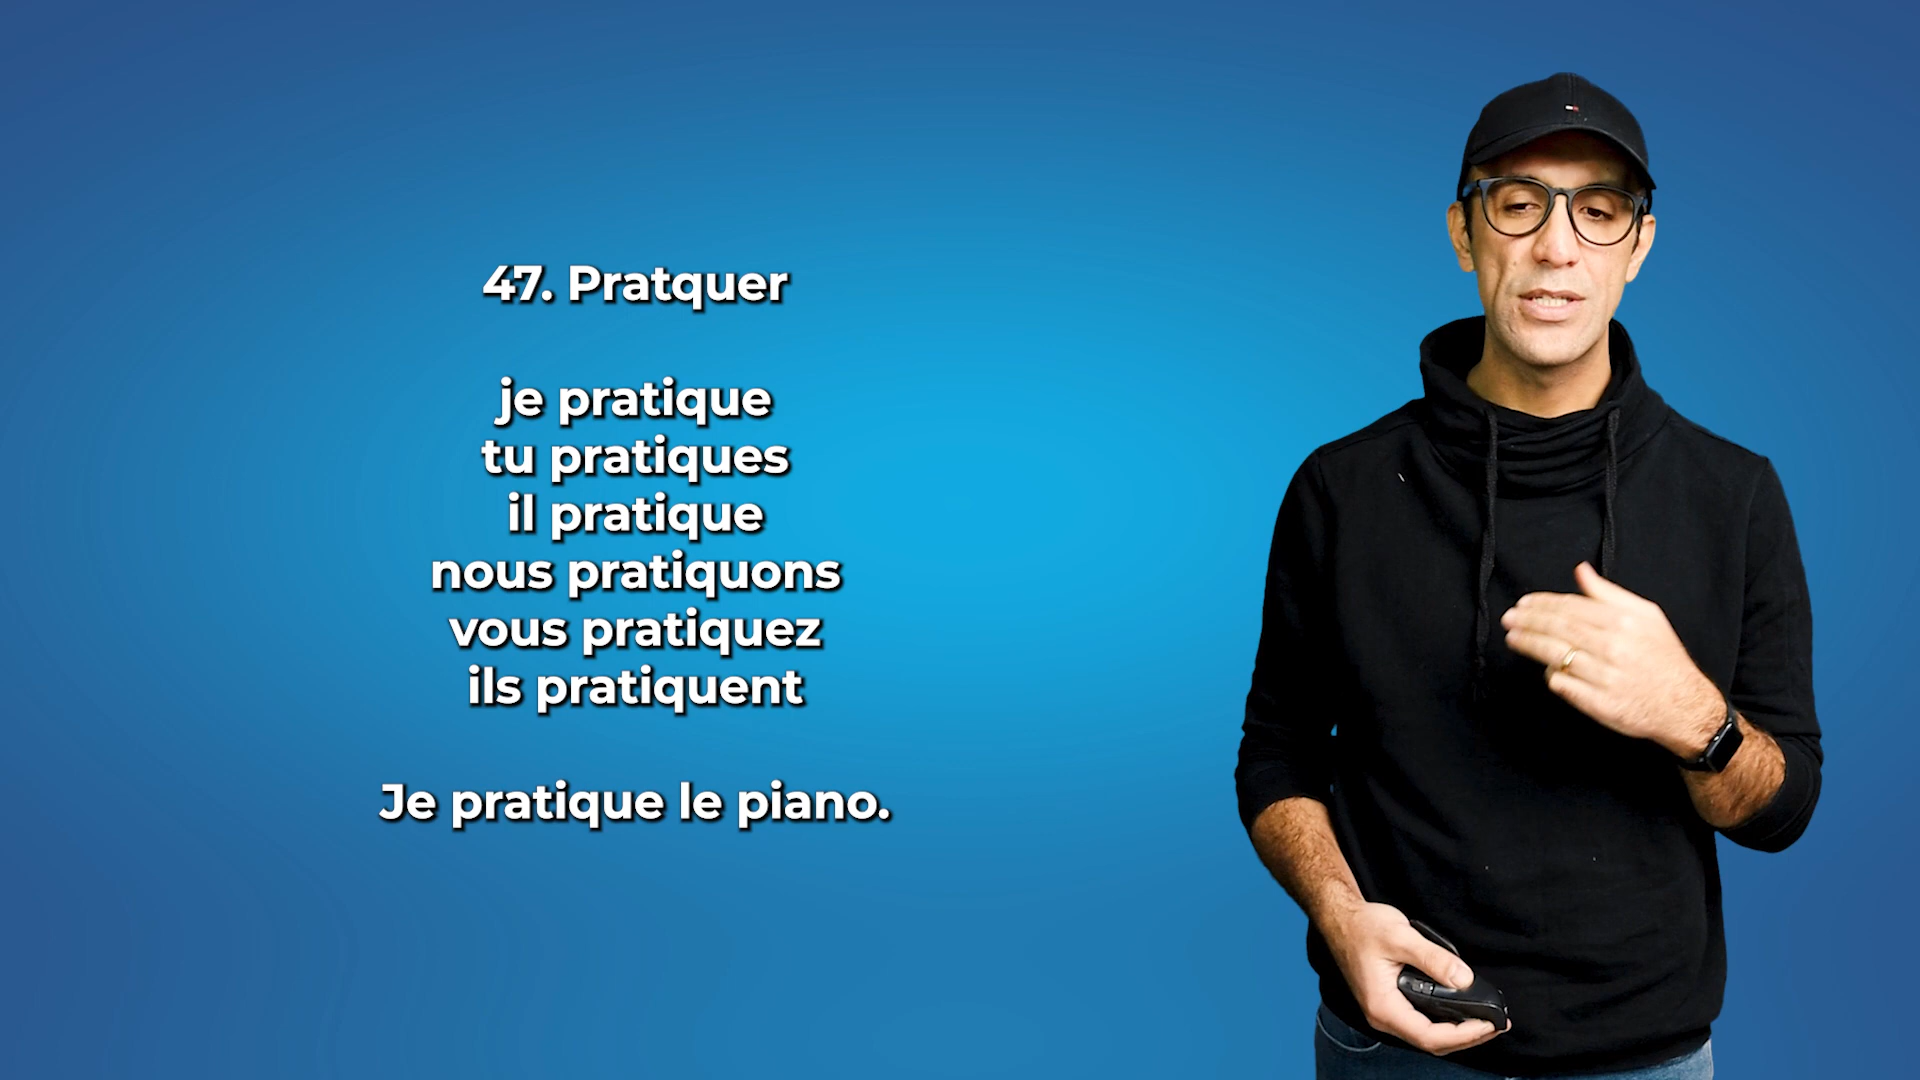 47. Pratquer
je pratique
tu pratiques
il pratique
nous pratiquons
vous pratiquez
ils pratiquent
Je pratique le piano.